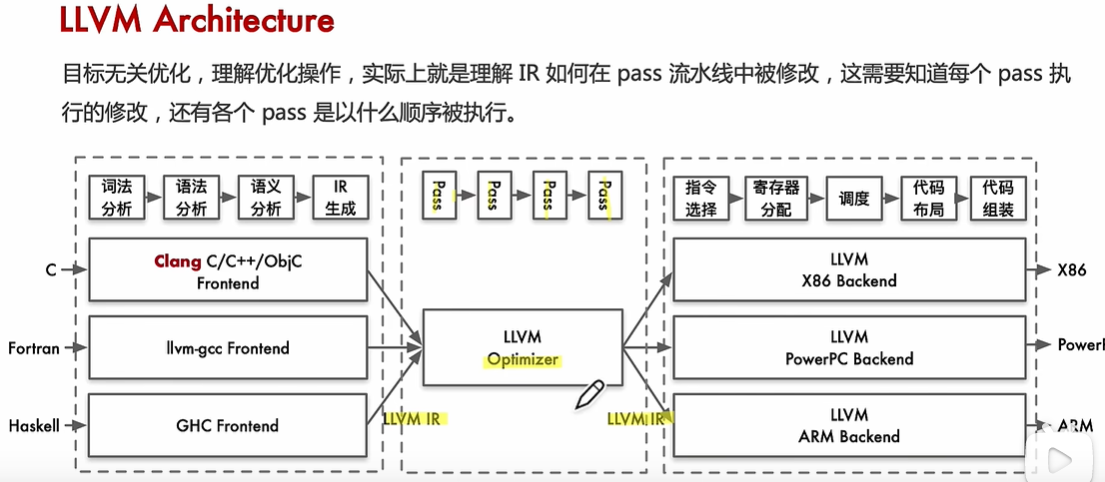 LLVM Architecture
目标无关优化，理解优化操作，实际上就是理解 IR 如何在 pass 流水线中被修改，这需要知道每个 pass 执
行的修改，还有各个 pass 是以什么顺序被执行。
词法
分析
语法
分析
语义
分析
IR
生成
Pass
Pass
Pass
Pass
指令
选择
寄存器
分配
调度
代码
布局
代码
组装
C
Clang C/C++/ObjC
Frontend
LLVM
X86 Backend
X86
Fortran
llvm-gcc Frontend
LLVM
Optimizer
LLVM
PowerPC Backend
Powerl
Haskell
GHC Frontend
LLVM IR
LLVM IR
LLVM
ARM Backend
ARM